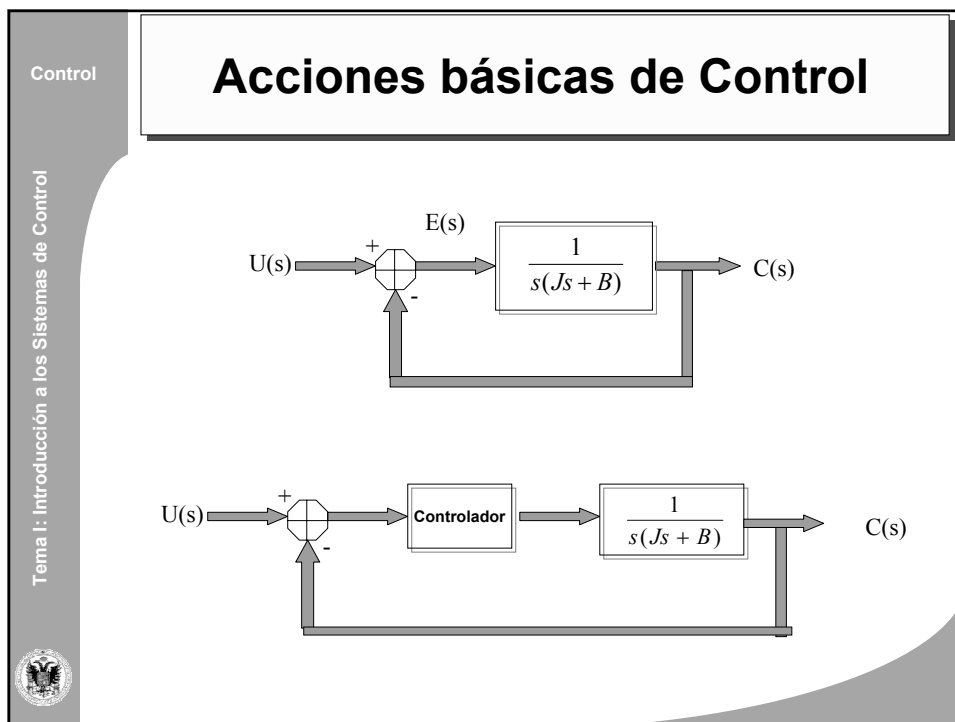 Control
Acciones básicas de Control
Tema I: Introducción a los Sistemas de Control
E(s)
U(s)
+
-
1
s(Js + B)
C(s)
U(s)
+
-
Controlador
1
s(Js + B)
C(s)